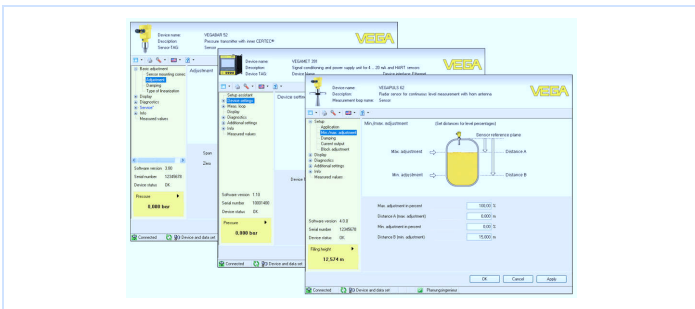 Device name VEGABAR 52
Description Pressure transmitter with inner CERTEC®
Sensor TAG Sensor
VEGA
Basic adjustment
Sensor mounting correc
Adjustment
Damping
Type of linearization
Display
Diagnostics
Service
Info
Measured values
Adjustment
Span
Zero
Software version 3.80
Serial number 12345678
Device status OK
Pressure
0,000 bar
Connected Device and data set
Device name VEGAMET 391
Description Signal conditioning and power supply unit for 4 .. 20 mA and HART sensors
Device TAG Device Name Device interface Ethernet
VEGA
Setup assistant
Device settings
Meas. loop
Display
Diagnostics
Additional settings
Info
Measured values
Device settin
Device
Software version 1.10
Serial number
Device status OK
Pressure
0,000 bar
Connected Device and data set
Device name VEGAPULS 62
Description Radar sensor for continuous level measurement with horn antenna
Measurement loop name Sensor
VEGA
Setup
Application
Min./max. adjustment
Damping
Current output
Block adjustment
Display
Diagnostics
Additional settings
Info
Measured values
Min./max. adjustment (Set distances for level percentages)
Sensor reference plane
Max. adjustment Distance A
Min. adjustment Distance B
Max. adjustment in percent 100,00 %
Distance A (max. adjustment) 0,000 m
Min. adjustment in percent 0,00 %
Distance B (min. adjustment) 15,000 m
Software version 4.0.0
Serial number 12345678
Device status OK
Filling height
12,574 m
OK Cancel Apply
Connected Device and data set